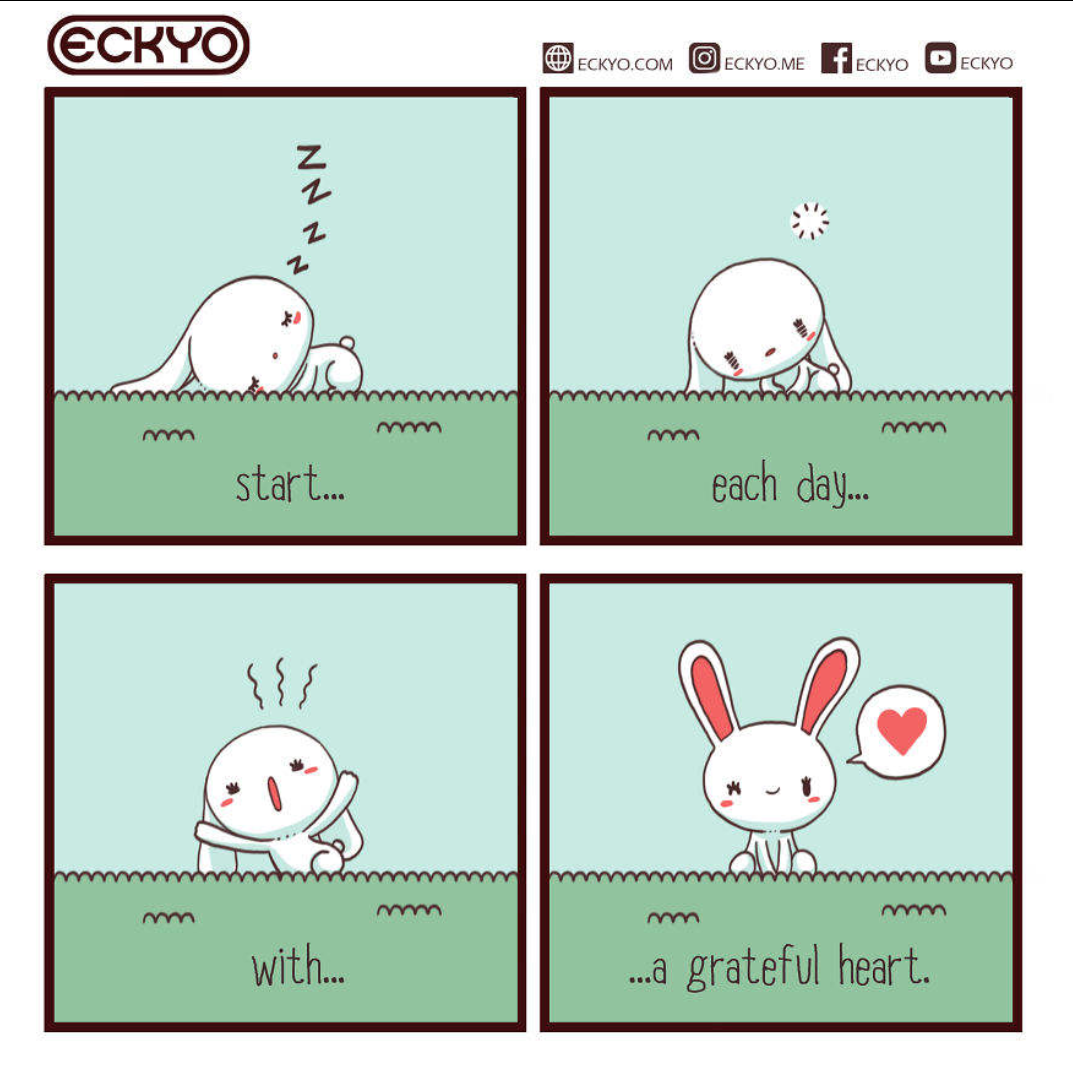 ECKYO
ECKYO.COM ECKYO.ME ECKYO ECKYO
Z
Z
Z
Z
start...
each day...
with...
...a grateful heart.